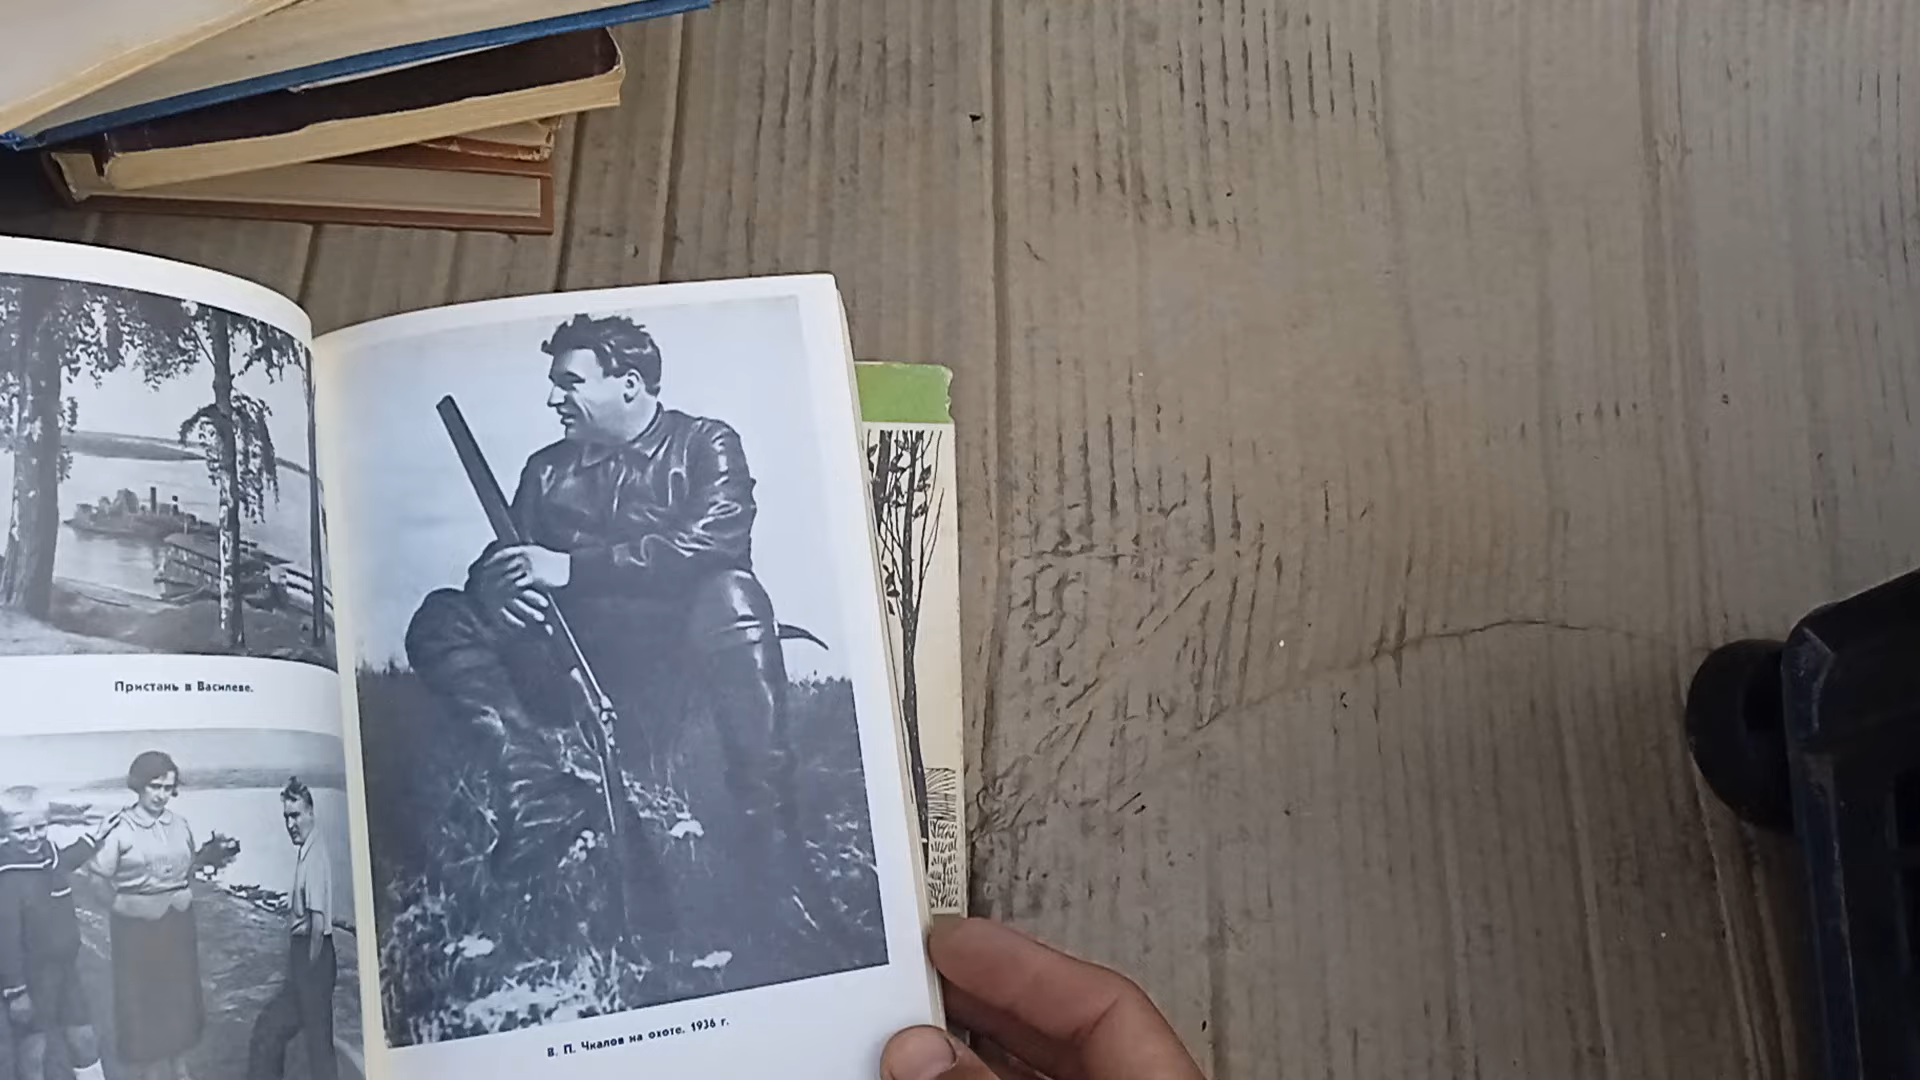 Пристань в Василеве.
В. П. Чкалов на охоте. 1936 г.